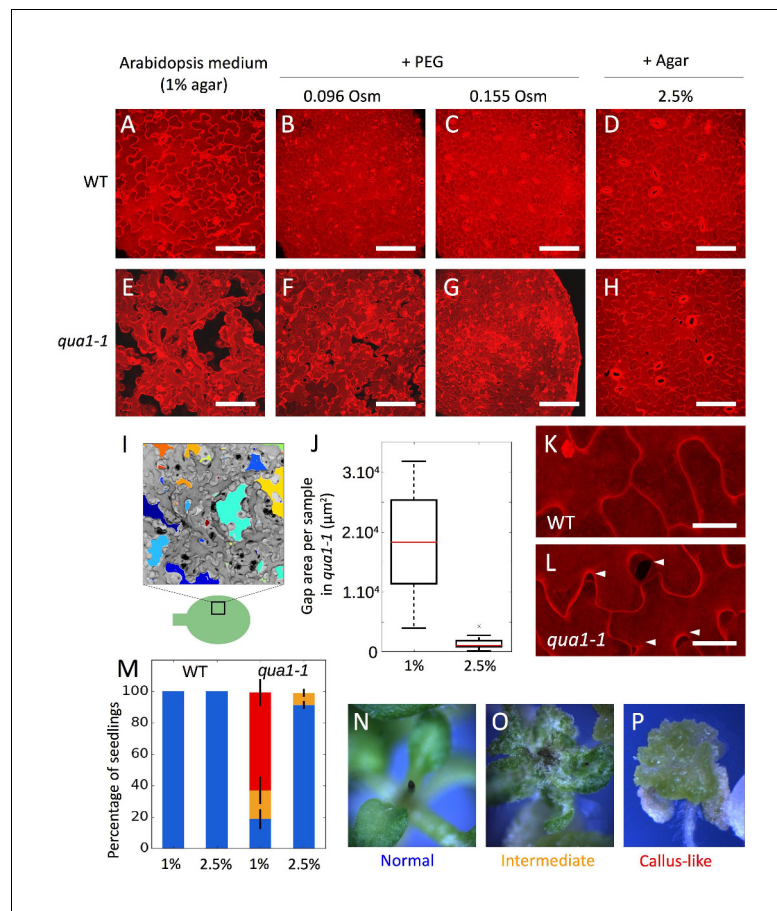 Arabidopsis medium
(1% agar)
+ PEG
+ Agar
0.096 Osm
0.155 Osm
2.5%
A
B
C
D
WT
E
F
G
H
qua1-1
I
J
K
3.10⁴
2.10⁴
1.10⁴
0
Gap area per sample
in qua1-1 (µm²)
1%
2.5%
WT
L
qua1-1
M
WT
qua1-1
100
80
60
40
20
0
Percentage of seedlings
1%
2.5%
1%
2.5%
N
O
P
Normal
Intermediate
Callus-like